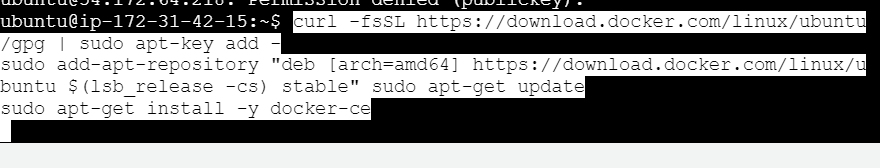 ubuntu@54.172.64.218: Permission denied (publickey).
ubuntu@ip-172-31-42-15:~$ curl -fsSL https://download.docker.com/linux/ubuntu
/gpg | sudo apt-key add -
sudo add-apt-repository "deb [arch=amd64] https://download.docker.com/linux/u
buntu $(lsb_release -cs) stable" sudo apt-get update
sudo apt-get install -y docker-ce